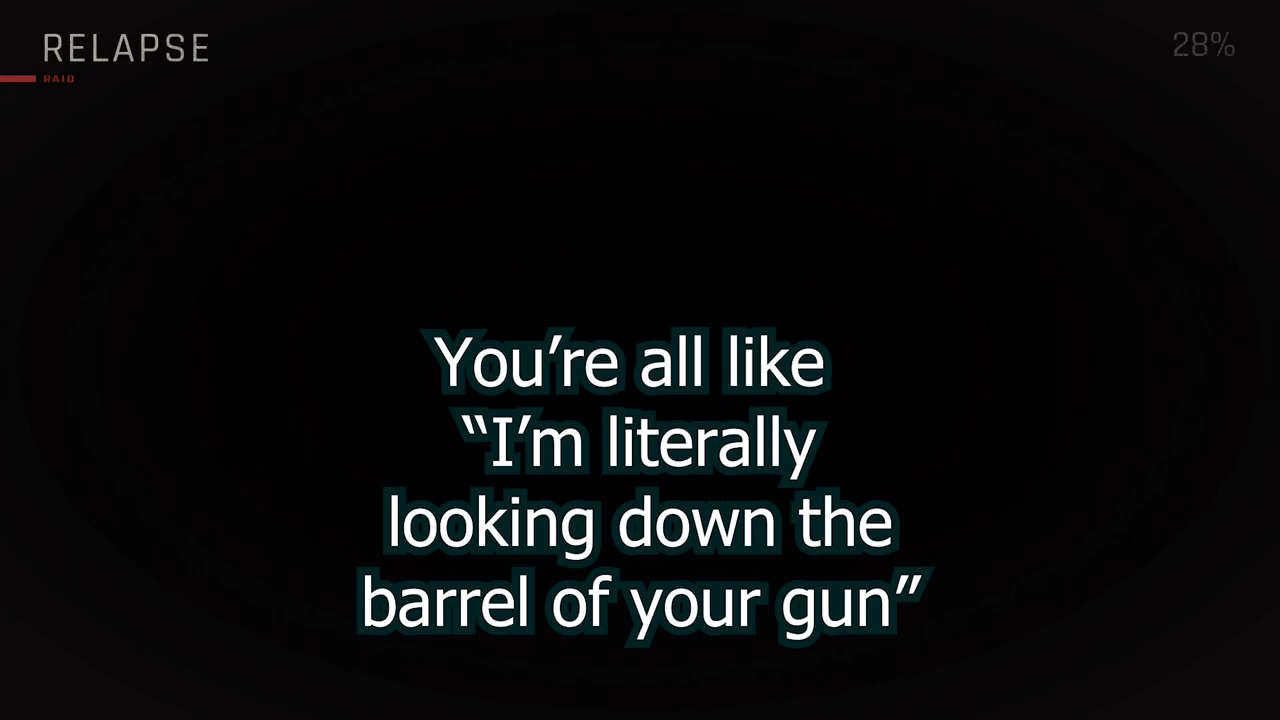 RELAPSE
28%
RAID
You’re all like
“I’m literally
looking down the
barrel of your gun”